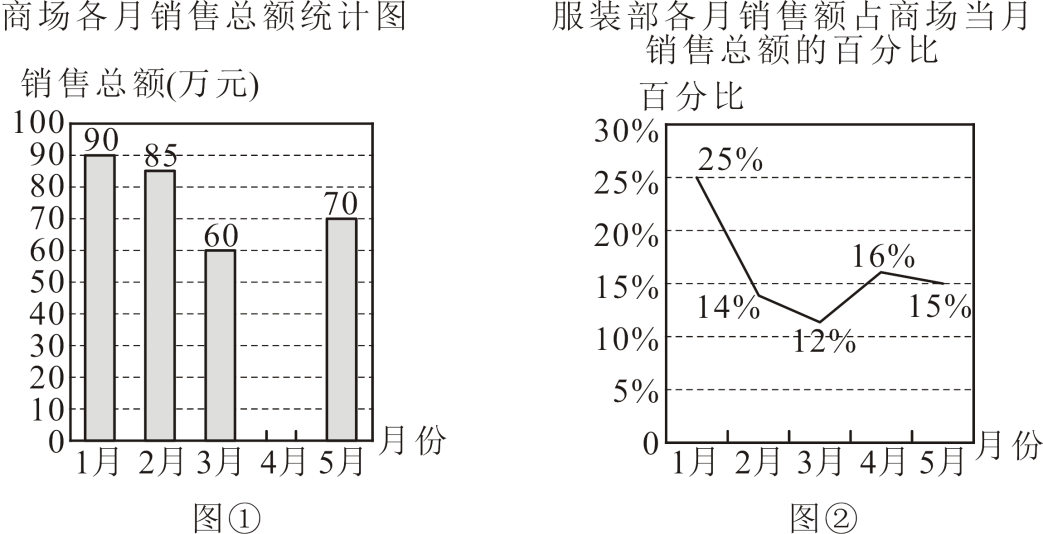 商场各月销售总额统计图
销售总额(万元)
100
90
80
70
60
50
40
30
20
10
0
90
85
60
70
1月 2月 3月 4月 5月
月份
图①
服装部各月销售额占商场当月
销售总额的百分比
百分比
30%
25%
20%
15%
10%
5%
0
25%
14%
12%
16%
15%
1月 2月 3月 4月 5月
月份
图②